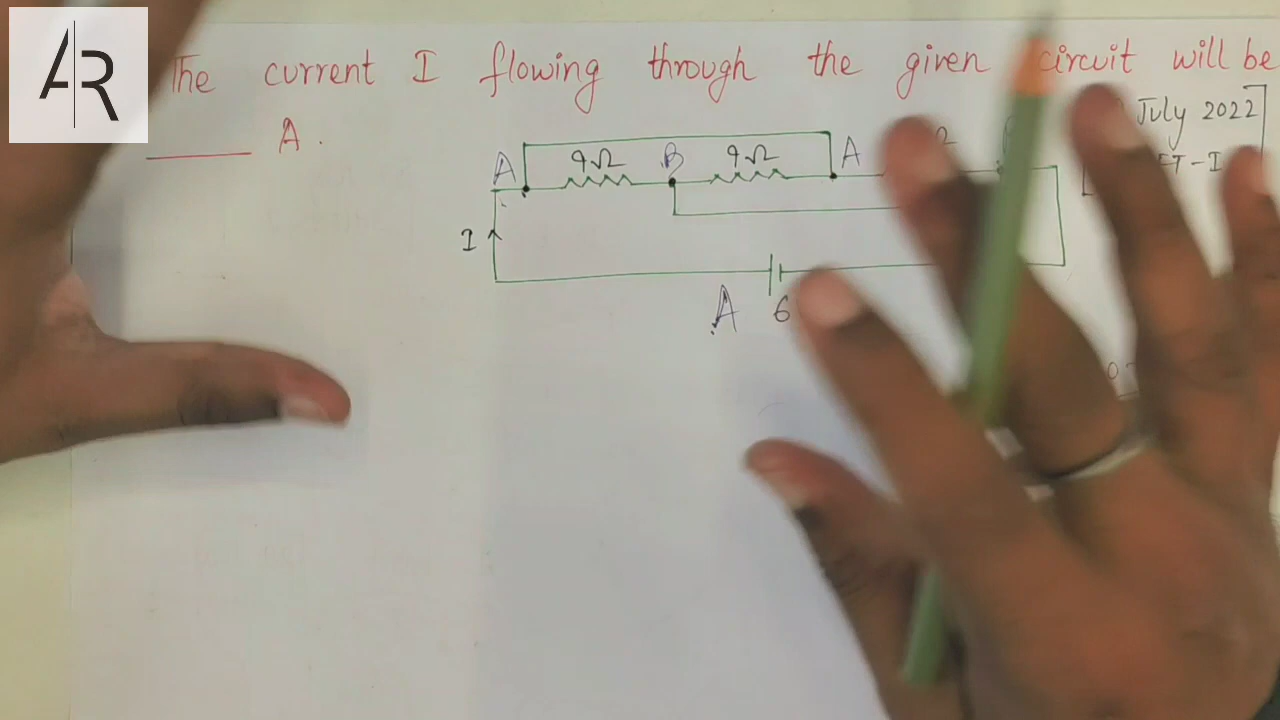 AR
The current I flowing through the given circuit will be
_____ A.
July 2022
A 9Ω B 9Ω A
I
A 6